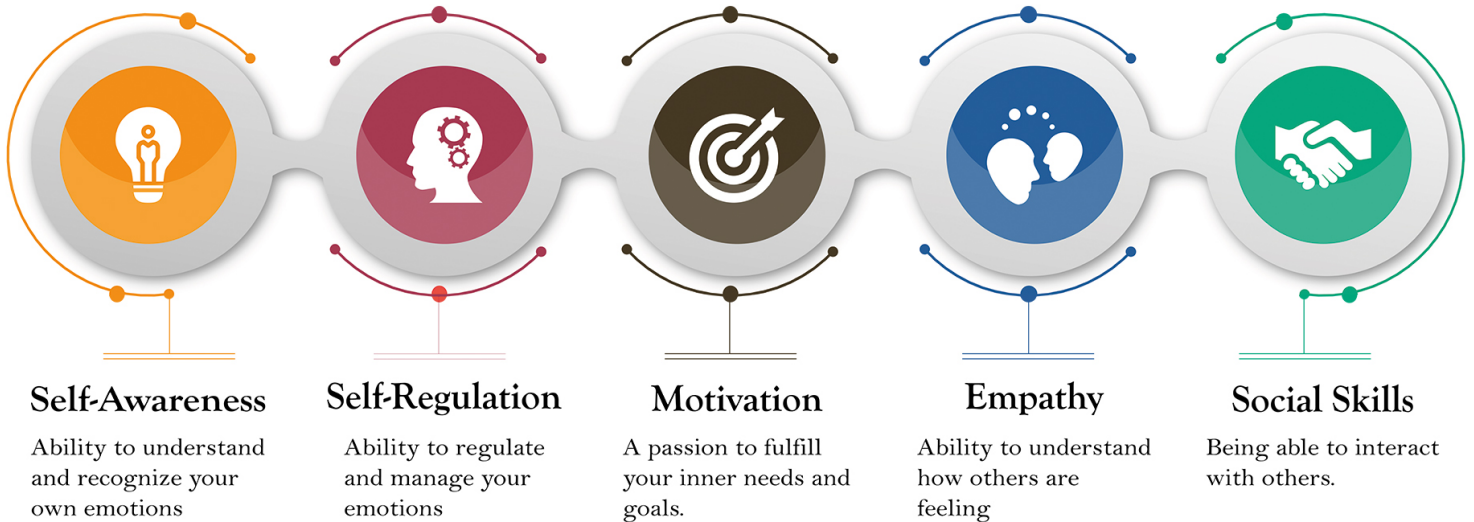 Self-Awareness
Ability to understand
and recognize your
own emotions
Self-Regulation
Ability to regulate
and manage your
emotions
Motivation
A passion to fulfill
your inner needs and
goals.
Empathy
Ability to understand
how others are
feeling
Social Skills
Being able to interact
with others.